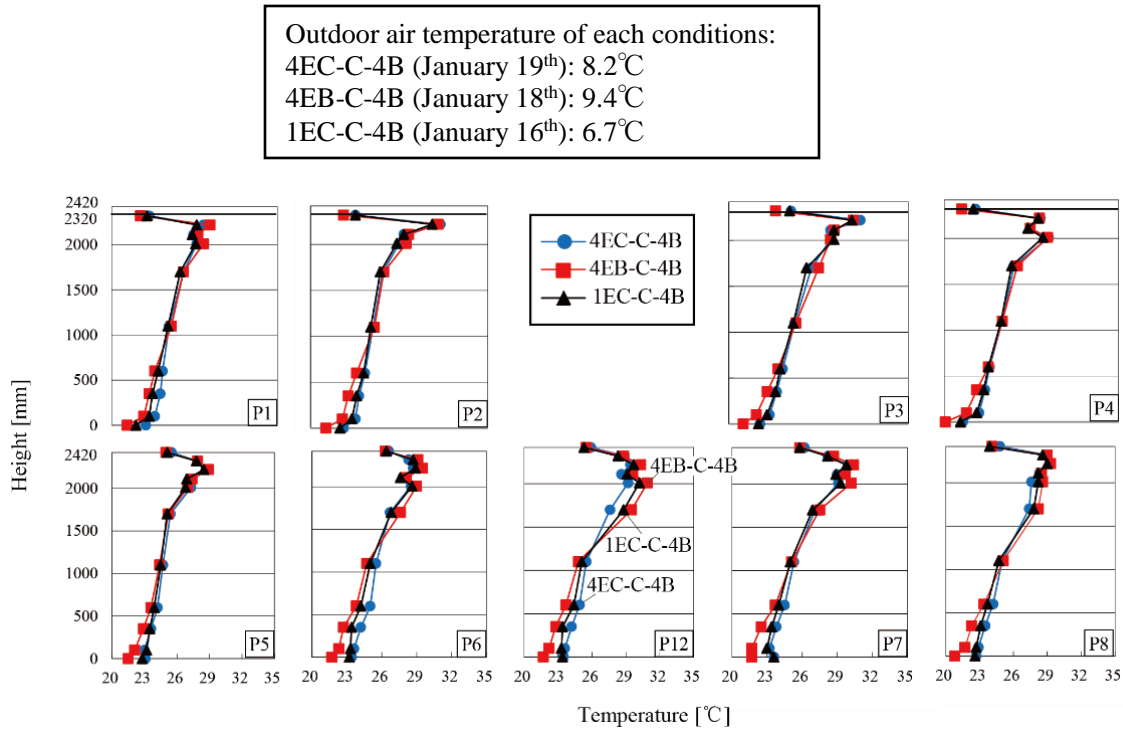 Outdoor air temperature of each conditions:
4EC-C-4B (January 19th): 8.2℃
4EB-C-4B (January 18th): 9.4℃
1EC-C-4B (January 16th): 6.7℃
2420
2320
2000
1500
1000
500
0
P1
P2
4EC-C-4B
4EB-C-4B
1EC-C-4B
P3
P4
Height [mm]
2420
2000
1500
1000
500
0
P5
P6
4EB-C-4B
1EC-C-4B
4EC-C-4B
P12
P7
P8
20 23 26 29 32 35
20 23 26 29 32 35
20 23 26 29 32 35
20 23 26 29 32 35
20 23 26 29 32 35
Temperature [℃]